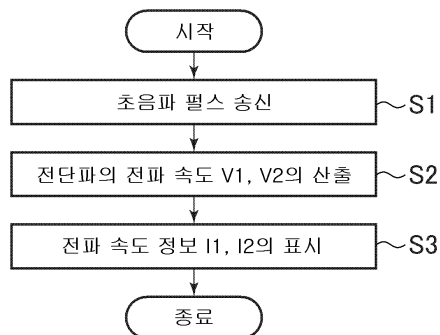 시작
초음파 펄스 송신
S1
전단파의 전파 속도 V1, V2의 산출
S2
전파 속도 정보 I1, I2의 표시
S3
종료